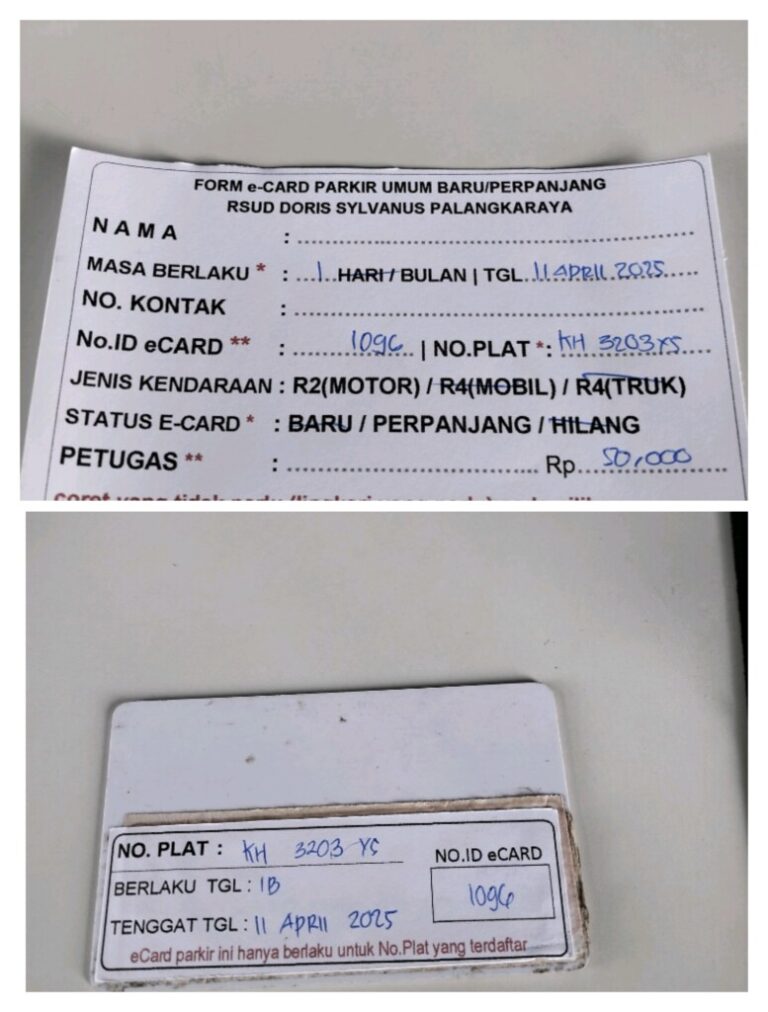 FORM e-CARD PARKIR UMUM BARU/PERPANJANG
RSUD DORIS SYLVANUS PALANGKARAYA
N A M A :
MASA BERLAKU * : 1 HARI / BULAN | TGL 11 APRIL 2025
NO. KONTAK :
No.ID eCARD ** : 1096 | NO.PLAT *: KH 3203 YS
JENIS KENDARAAN : R2(MOTOR) / R4(MOBIL) / R4(TRUK)
STATUS E-CARD * : BARU / PERPANJANG / HILANG
PETUGAS ** : Rp. 50,000
NO. PLAT : KH 3203 YS
NO.ID eCARD
BERLAKU TGL : 1B
1096
TENGGAT TGL : 11 APRIL 2025
eCard parkir ini hanya berlaku untuk No.Plat yang terdaftar